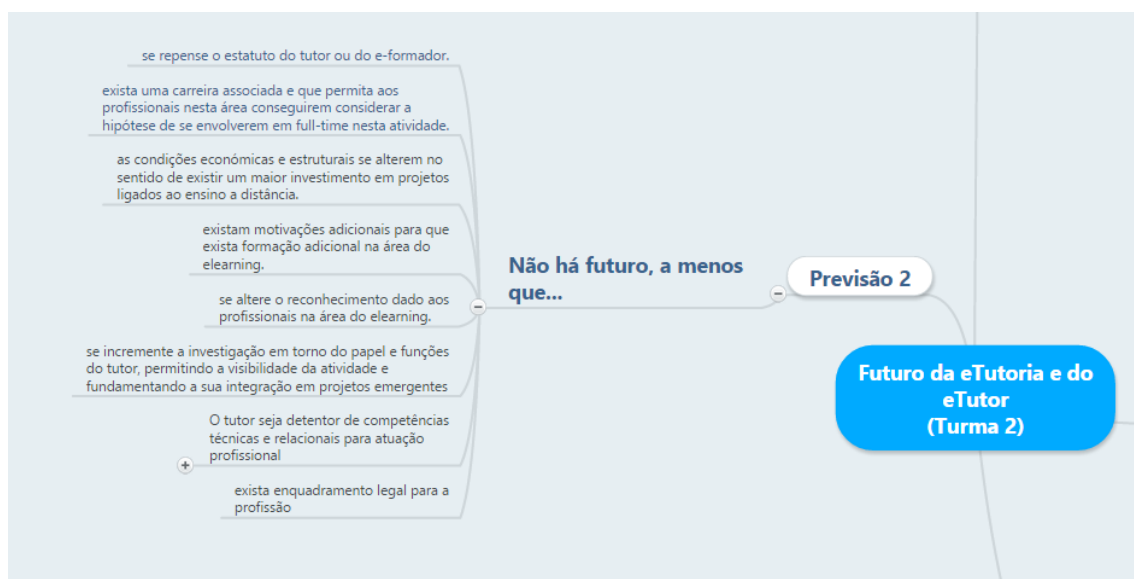 se repense o estatuto do tutor ou do e-formador.
exista uma carreira associada e que permita aos
profissionais nesta área conseguirem considerar a
hipótese de se envolverem em full-time nesta atividade.
as condições económicas e estruturais se alterem no
sentido de existir um maior investimento em projetos
ligados ao ensino a distância.
existam motivações adicionais para que
exista formação adicional na área do
elearning.
se altere o reconhecimento dado aos
profissionais na área do elearning.
se incremente a investigação em torno do papel e funções
do tutor, permitindo a visibilidade da atividade e
fundamentando a sua integração em projetos emergentes
O tutor seja detentor de competências
técnicas e relacionais para atuação
profissional
exista enquadramento legal para a
profissão
Não há futuro, a menos
que...
Previsão 2
Futuro da eTutoria e do
eTutor
(Turma 2)